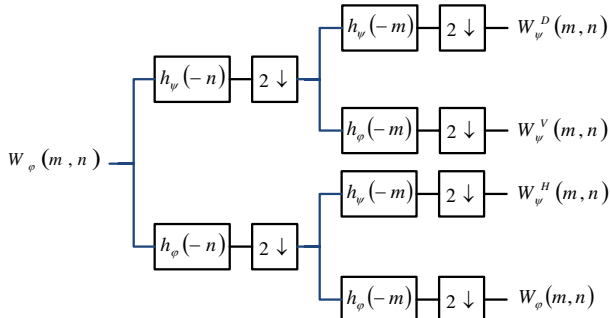 h_ψ(−m) 2 ↓ W_ψ^D(m, n)
h_ψ(−n) 2 ↓
h_φ(−m) 2 ↓ W_ψ^V(m, n)
W_φ(m, n)
h_ψ(−m) 2 ↓ W_ψ^H(m, n)
h_φ(−n) 2 ↓
h_φ(−m) 2 ↓ W_φ(m, n)